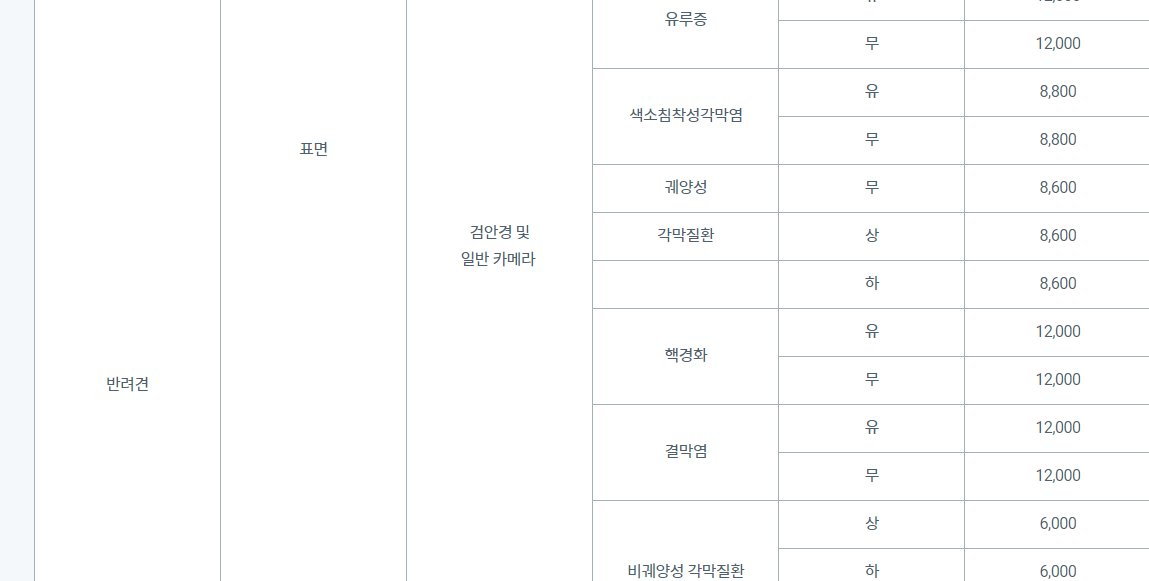 유루증
무 12,000
색소침착성각막염
유 8,800
무 8,800
표면
궤양성 무 8,600
검안경 및
일반 카메라
각막질환 상 8,600
하 8,600
핵경화
유 12,000
무 12,000
반려견
결막염
유 12,000
무 12,000
상 6,000
비궤양성 각막질환 하 6,000